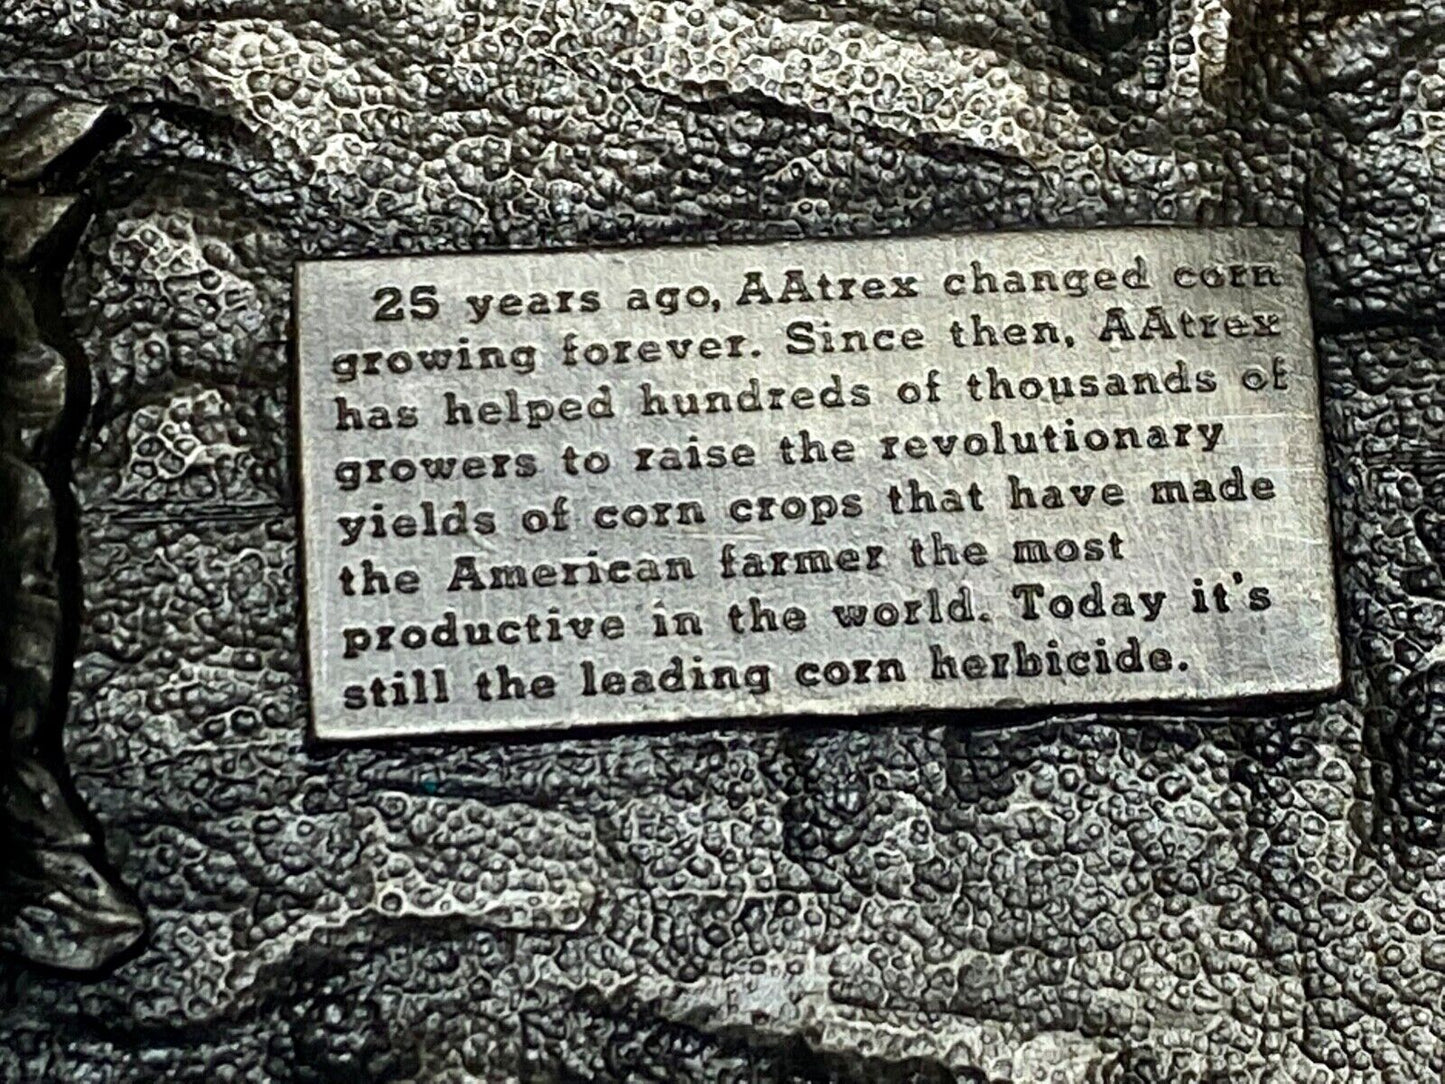 25 years ago, AAtrex changed corn
growing forever. Since then, AAtrex
has helped hundreds of thousands of
growers to raise the revolutionary
yields of corn crops that have made
the American farmer the most
productive in the world. Today it's
still the leading corn herbicide.